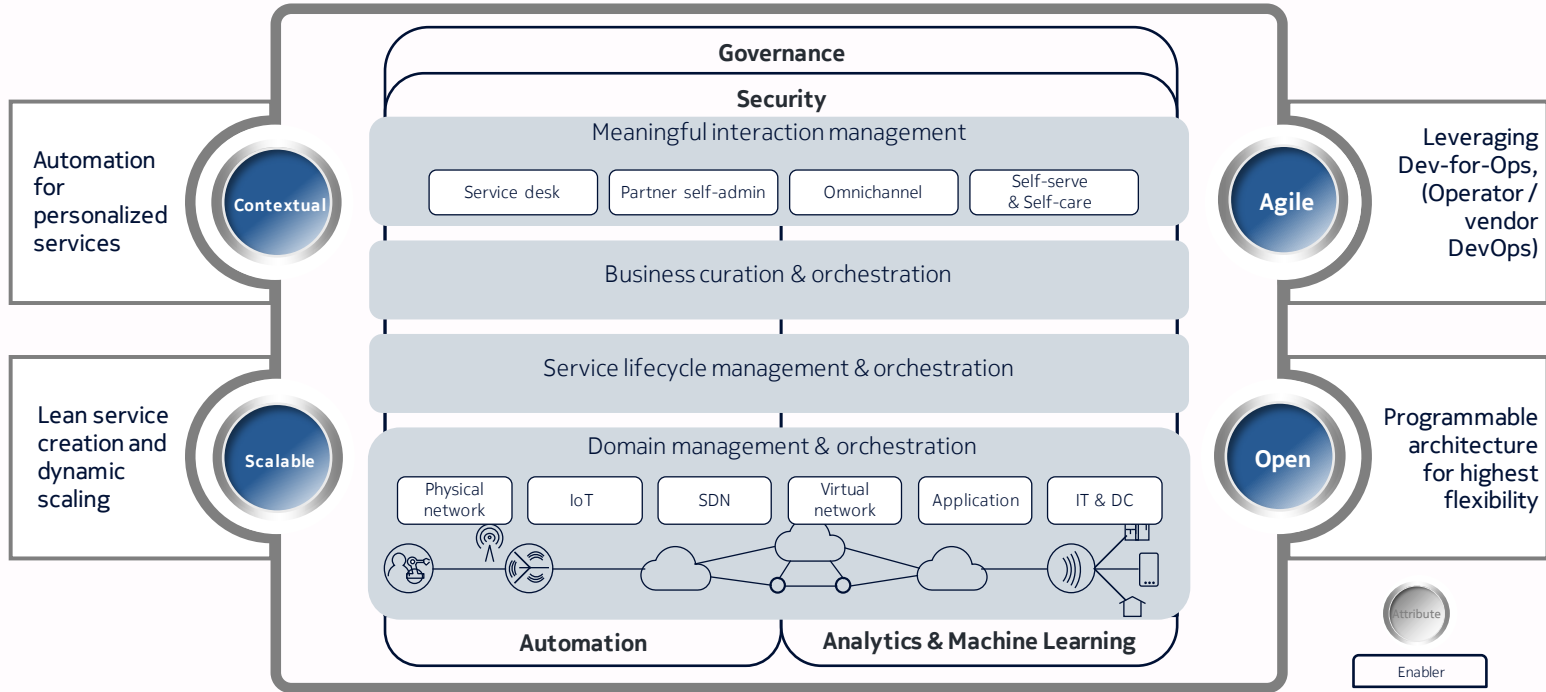 Governance
Security
Meaningful interaction management
Service desk
Partner self-admin
Omnichannel
Self-serve
& Self-care
Business curation & orchestration
Service lifecycle management & orchestration
Domain management & orchestration
Physical
network
IoT
SDN
Virtual
network
Application
IT & DC
Automation
Analytics & Machine Learning
Automation
for
personalized
services
Contextual
Lean service
creation and
dynamic
scaling
Scalable
Agile
Leveraging
Dev-for-Ops,
(Operator /
vendor
DevOps)
Open
Programmable
architecture
for highest
flexibility
Attribute
Enabler